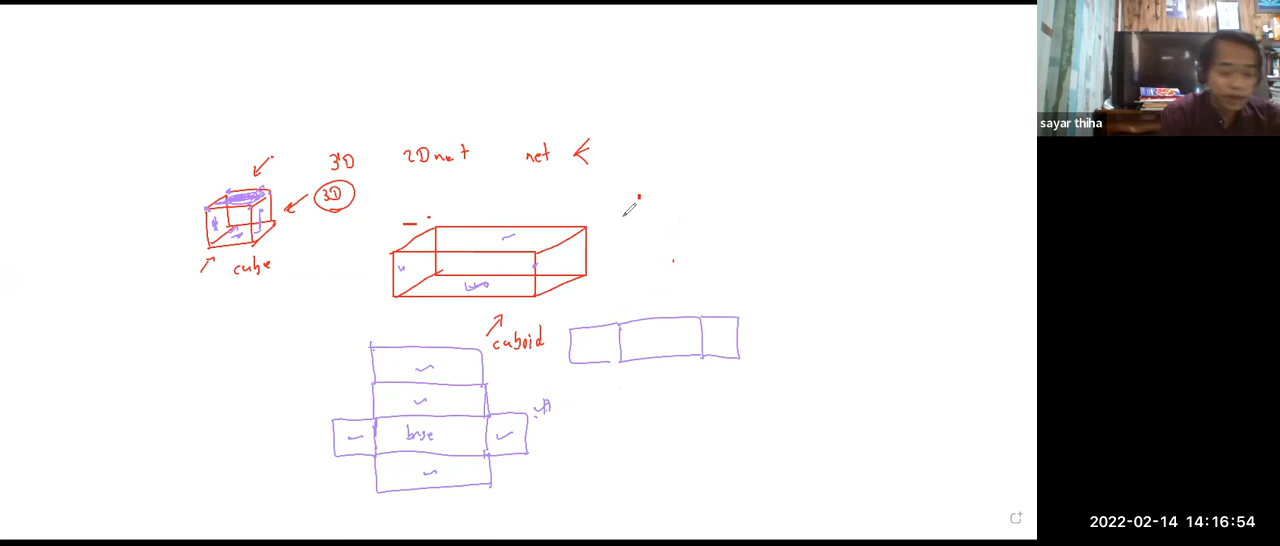 3D 2D net net
3D
cube
cuboid
base
sayar thiha
2022-02-14 14:16:54